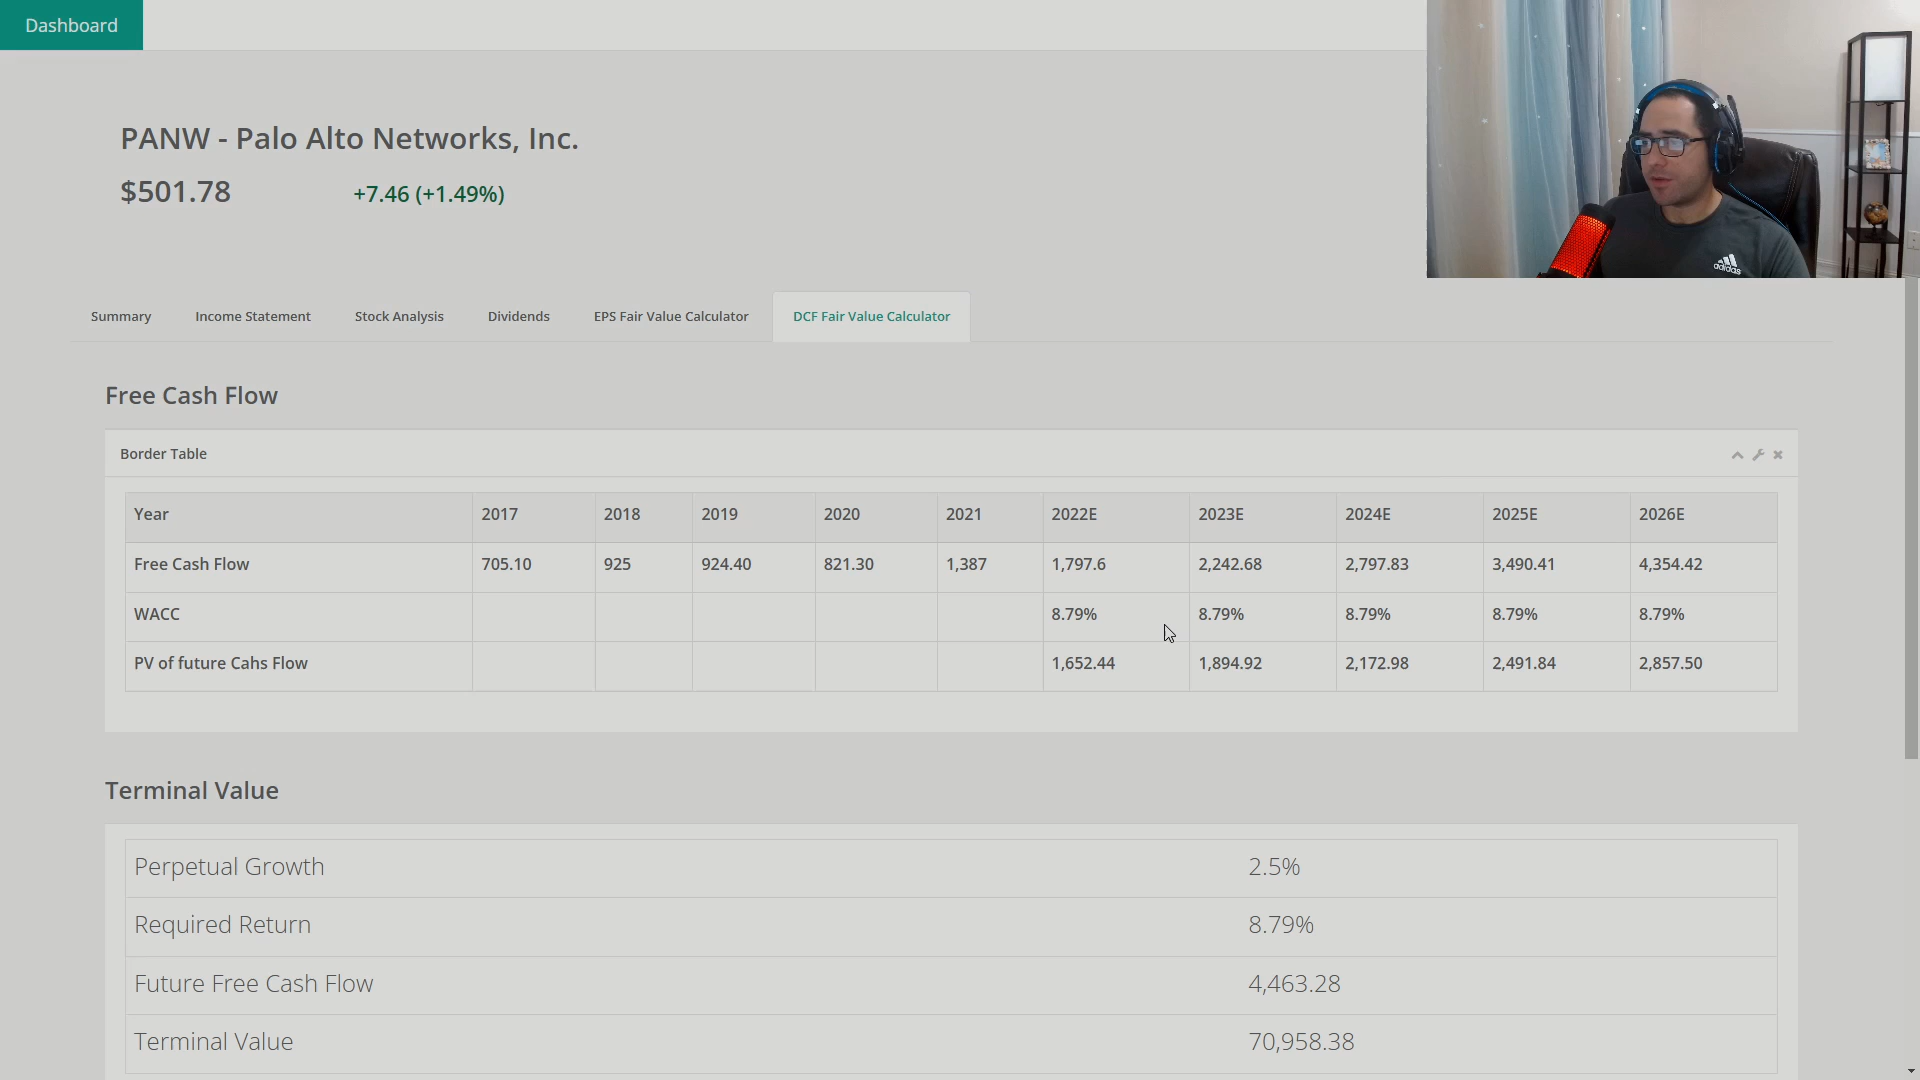 Dashboard
PANW - Palo Alto Networks, Inc.
$501.78 +7.46 (+1.49%)
adidas
Summary Income Statement Stock Analysis Dividends EPS Fair Value Calculator DCF Fair Value Calculator
Free Cash Flow
Border Table
Year 2017 2018 2019 2020 2021 2022E 2023E 2024E 2025E 2026E
Free Cash Flow 705.10 925 924.40 821.30 1,387 1,797.6 2,242.68 2,797.83 3,490.41 4,354.42
WACC 8.79% 8.79% 8.79% 8.79% 8.79%
PV of future Cahs Flow 1,652.44 1,894.92 2,172.98 2,491.84 2,857.50
Terminal Value
Perpetual Growth 2.5%
Required Return 8.79%
Future Free Cash Flow 4,463.28
Terminal Value 70,958.38